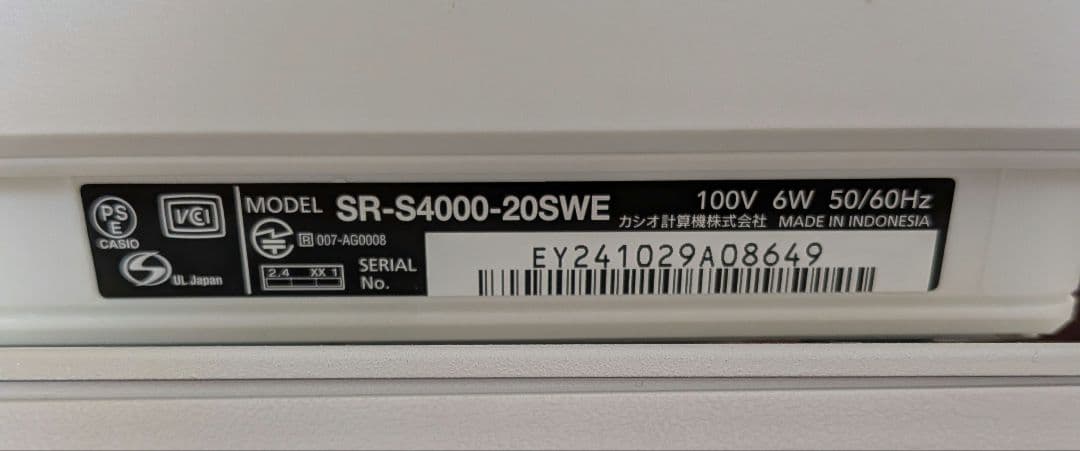 PS
E
CASIO
VCI
UL Japan
MODEL SR-S4000-20SWE
100V 6W 50/60Hz
カシオ計算機株式会社 MADE IN INDONESIA
R 007-AG0008
2.4 XX 1
SERIAL
No.
EY241029A08649